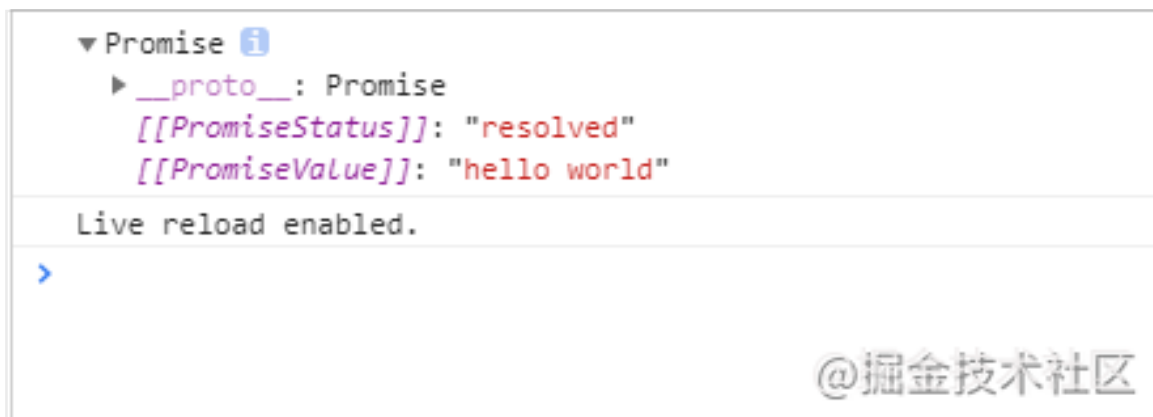 ▼Promise i
▶__proto__: Promise
[[PromiseStatus]]: "resolved"
[[PromiseValue]]: "hello world"
Live reload enabled.
>
@掘金技术社区